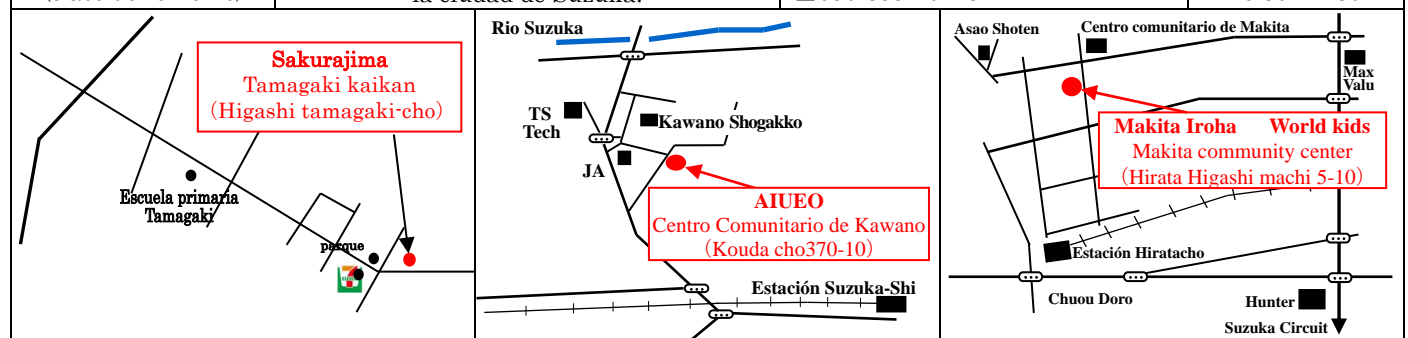 la ciudad de Suzuka.
Sakurajima
Tamagaki kaikan
(Higashi tamagaki-cho)
Escuela primaria
Tamagaki
parque
Rio Suzuka
TS
Tech
Kawano Shogakko
JA
AIUEO
Centro Comunitario de Kawano
(Kouda cho370-10)
Estación Suzuka-Shi
Asao Shoten
Centro comunitario de Makita
Max
Valu
Makita Iroha World kids
Makita community center
(Hirata Higashi machi 5-10)
Estación Hiratacho
Chuou Doro
Hunter
Suzuka Circuit